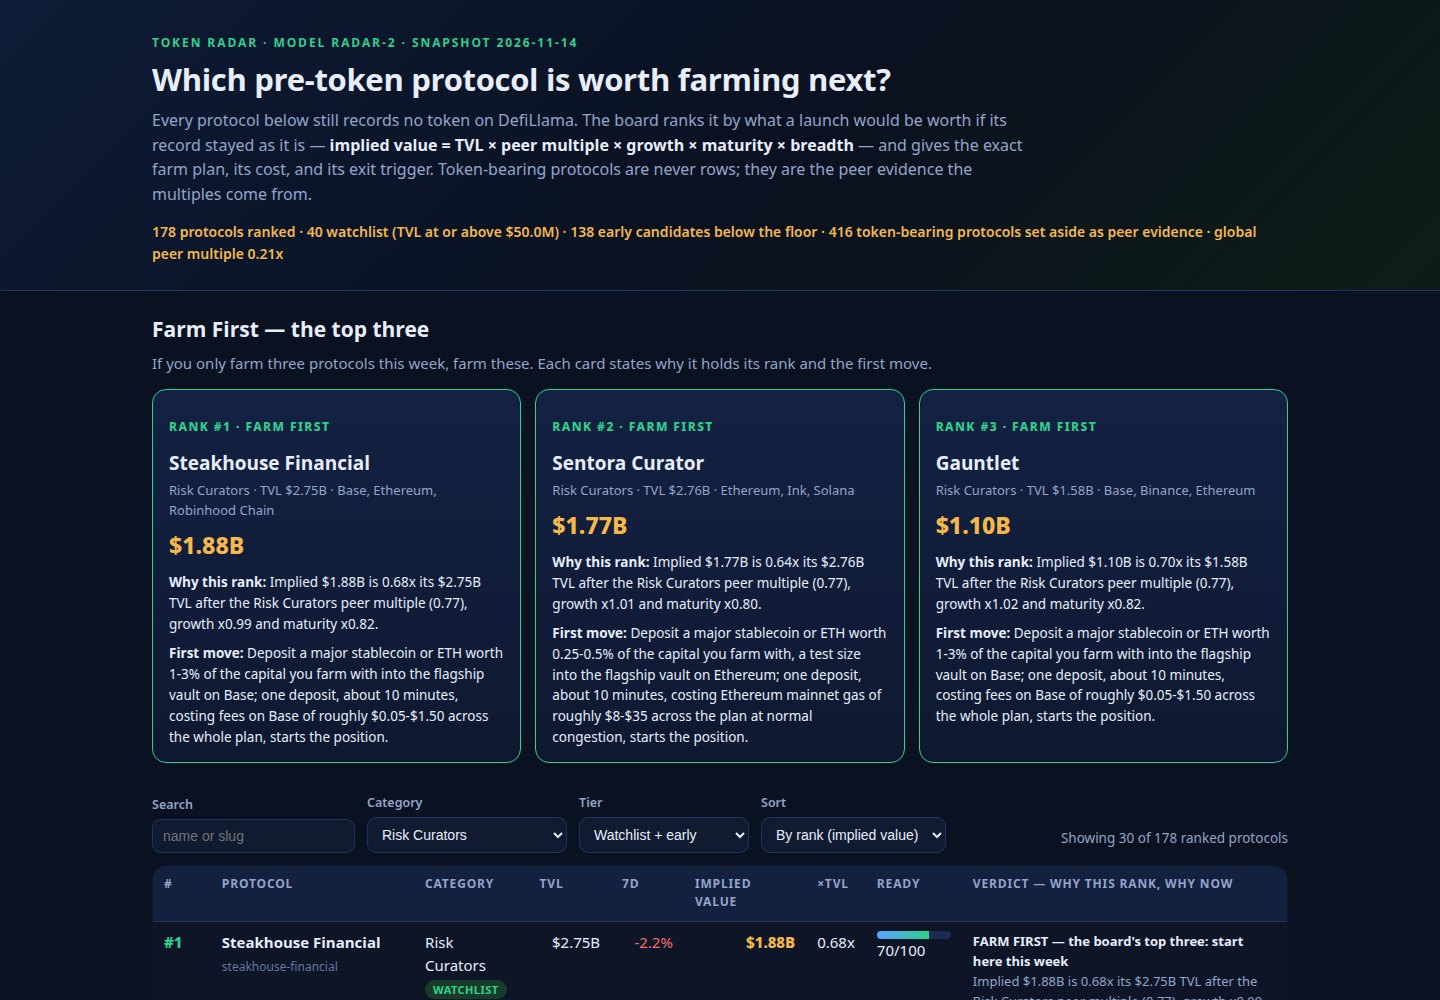 TOKEN RADAR · MODEL RADAR-2 · SNAPSHOT 2026-11-14
Which pre-token protocol is worth farming next?
Every protocol below still records no token on DefiLlama. The board ranks it by what a launch would be worth if its
record stayed as it is — implied value = TVL × peer multiple × growth × maturity × breadth — and gives the exact
farm plan, its cost, and its exit trigger. Token-bearing protocols are never rows; they are the peer evidence the
multiples come from.
178 protocols ranked · 40 watchlist (TVL at or above $50.0M) · 138 early candidates below the floor · 416 token-bearing protocols set aside as peer evidence · global
peer multiple 0.21x
Farm First — the top three
If you only farm three protocols this week, farm these. Each card states why it holds its rank and the first move.
RANK #1 · FARM FIRST
Steakhouse Financial
Risk Curators · TVL $2.75B · Base, Ethereum,
Robinhood Chain
$1.88B
Why this rank: Implied $1.88B is 0.68x its $2.75B
TVL after the Risk Curators peer multiple (0.77),
growth x0.99 and maturity x0.82.
First move: Deposit a major stablecoin or ETH worth
1-3% of the capital you farm with into the flagship
vault on Base; one deposit, about 10 minutes,
costing fees on Base of roughly $0.05-$1.50 across
the whole plan, starts the position.
RANK #2 · FARM FIRST
Sentora Curator
Risk Curators · TVL $2.76B · Ethereum, Ink, Solana
$1.77B
Why this rank: Implied $1.77B is 0.64x its $2.76B
TVL after the Risk Curators peer multiple (0.77),
growth x1.01 and maturity x0.80.
First move: Deposit a major stablecoin or ETH worth
0.25-0.5% of the capital you farm with, a test size
into the flagship vault on Ethereum; one deposit,
about 10 minutes, costing Ethereum mainnet gas of
roughly $8-$35 across the plan at normal
congestion, starts the position.
RANK #3 · FARM FIRST
Gauntlet
Risk Curators · TVL $1.58B · Base, Binance, Ethereum
$1.10B
Why this rank: Implied $1.10B is 0.70x its $1.58B
TVL after the Risk Curators peer multiple (0.77),
growth x1.02 and maturity x0.82.
First move: Deposit a major stablecoin or ETH worth
1-3% of the capital you farm with into the flagship
vault on Base; one deposit, about 10 minutes,
costing fees on Base of roughly $0.05-$1.50 across
the whole plan, starts the position.
Search
name or slug
Category
Risk Curators
Tier
Watchlist + early
Sort
By rank (implied value)
Showing 30 of 178 ranked protocols
# PROTOCOL CATEGORY TVL 7D IMPLIED VALUE ×TVL READY VERDICT — WHY THIS RANK, WHY NOW
#1 Steakhouse Financial
steakhouse-financial
Risk
Curators
WATCHLIST
$2.75B
-2.2%
$1.88B
0.68x
70/100
FARM FIRST — the board's top three: start
here this week
Implied $1.88B is 0.68x its $2.75B TVL after the
Risk Curators peer multiple (0.77), growth x0.99